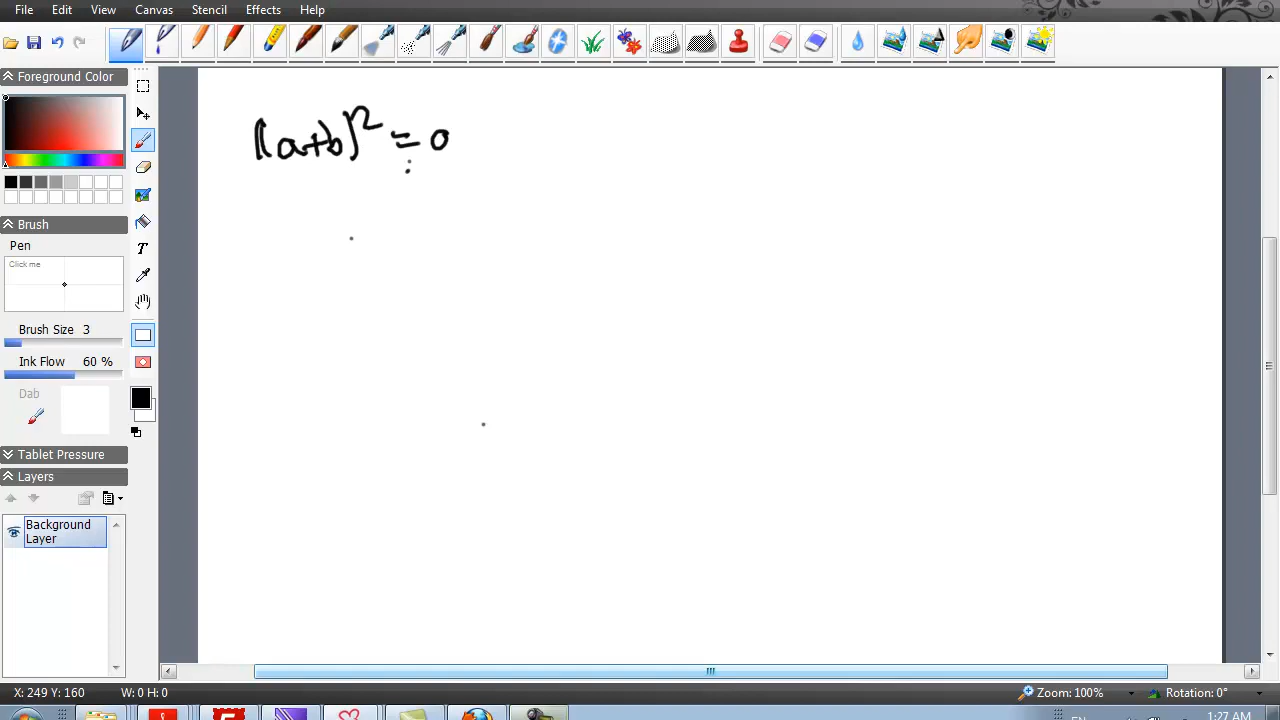 File Edit View Canvas Stencil Effects Help
Foreground Color
Brush
Pen
Click me
Brush Size 3
Ink Flow 60 %
Dab
Tablet Pressure
Layers
Background
Layer
(a+b)² = 0
X: 249 Y: 160 W: 0 H: 0 Zoom: 100% Rotation: 0°
EN 1:27 AM